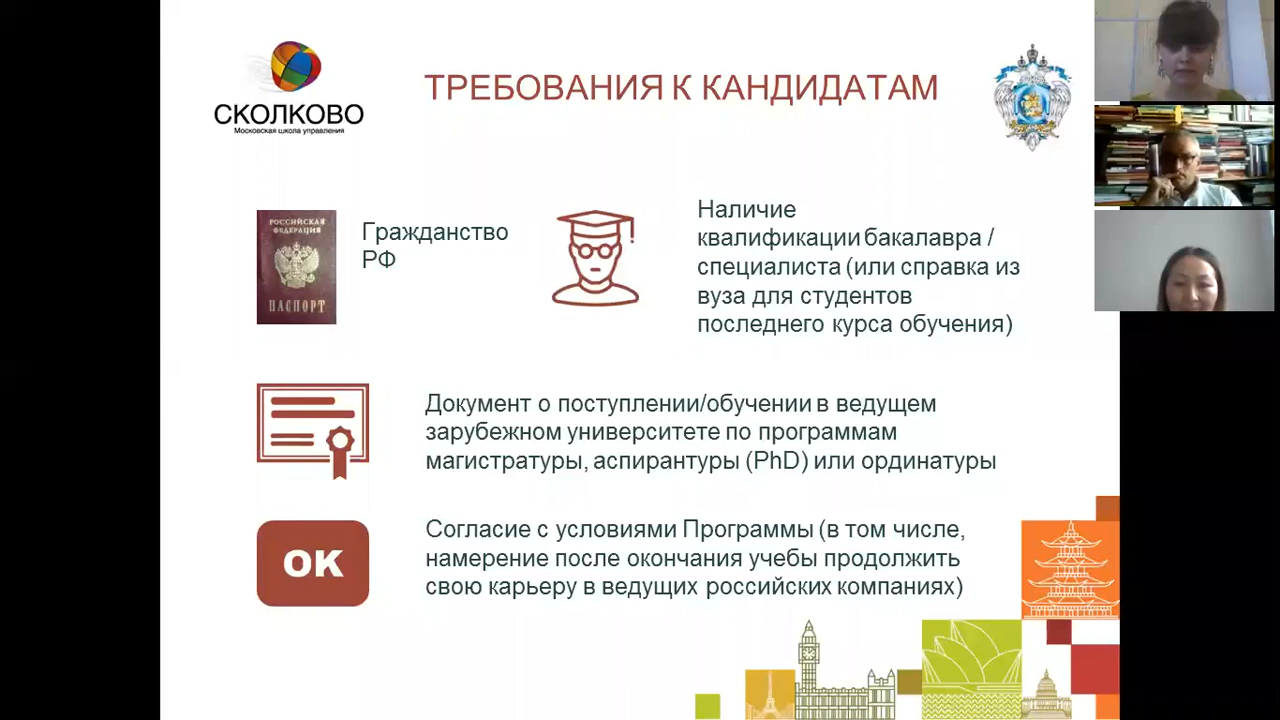 СКОЛКОВО
Московская школа управления
ТРЕБОВАНИЯ К КАНДИДАТАМ
РОССИЙСКАЯ
ФЕДЕРАЦИЯ
ПАСПОРТ
Гражданство
РФ
Наличие
квалификации бакалавра /
специалиста (или справка из
вуза для студентов
последнего курса обучения)
Документ о поступлении/обучении в ведущем
зарубежном университете по программам
магистратуры, аспирантуры (PhD) или ординатуры
OK
Согласие с условиями Программы (в том числе,
намерение после окончания учебы продолжить
свою карьеру в ведущих российских компаниях)